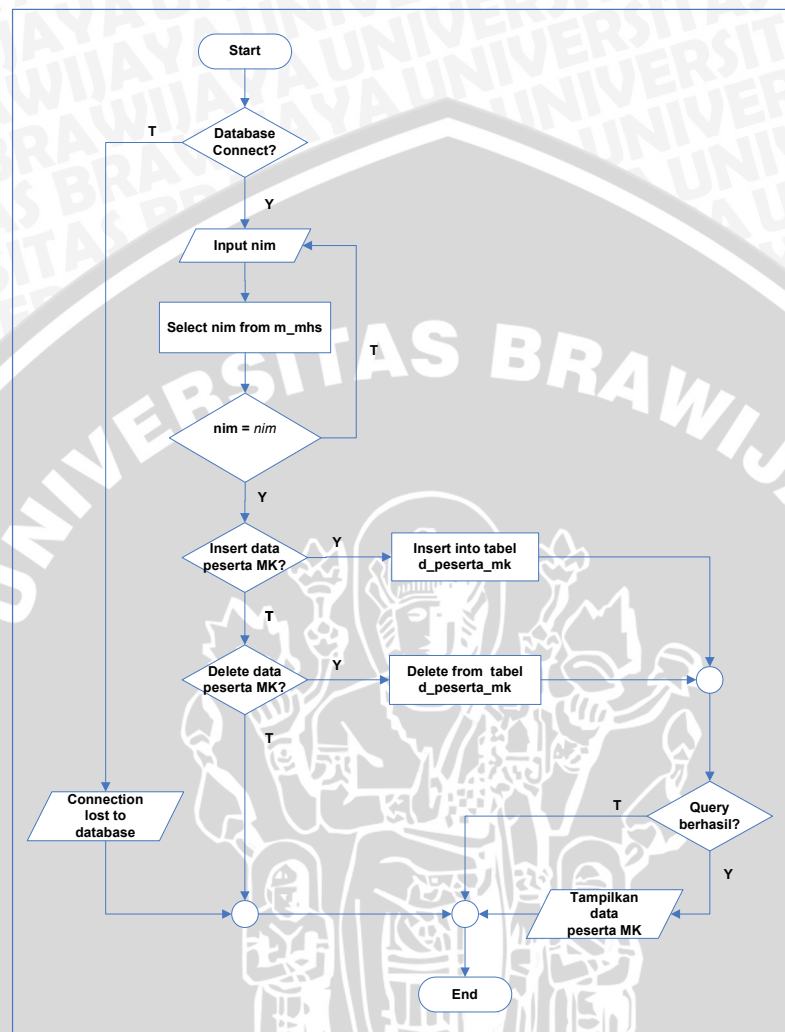 Start
Database
Connect?
T
Y
Input nim
Select nim from m_mhs
T
nim = nim
Y
Insert data
peserta MK?
Y
Insert into tabel
d_peserta_mk
T
Delete data
peserta MK?
Y
Delete from tabel
d_peserta_mk
T
Connection
lost to
database
Query
berhasil?
T
Y
Tampilkan
data
peserta MK
End
UNIVERSITAS BRAWIJA